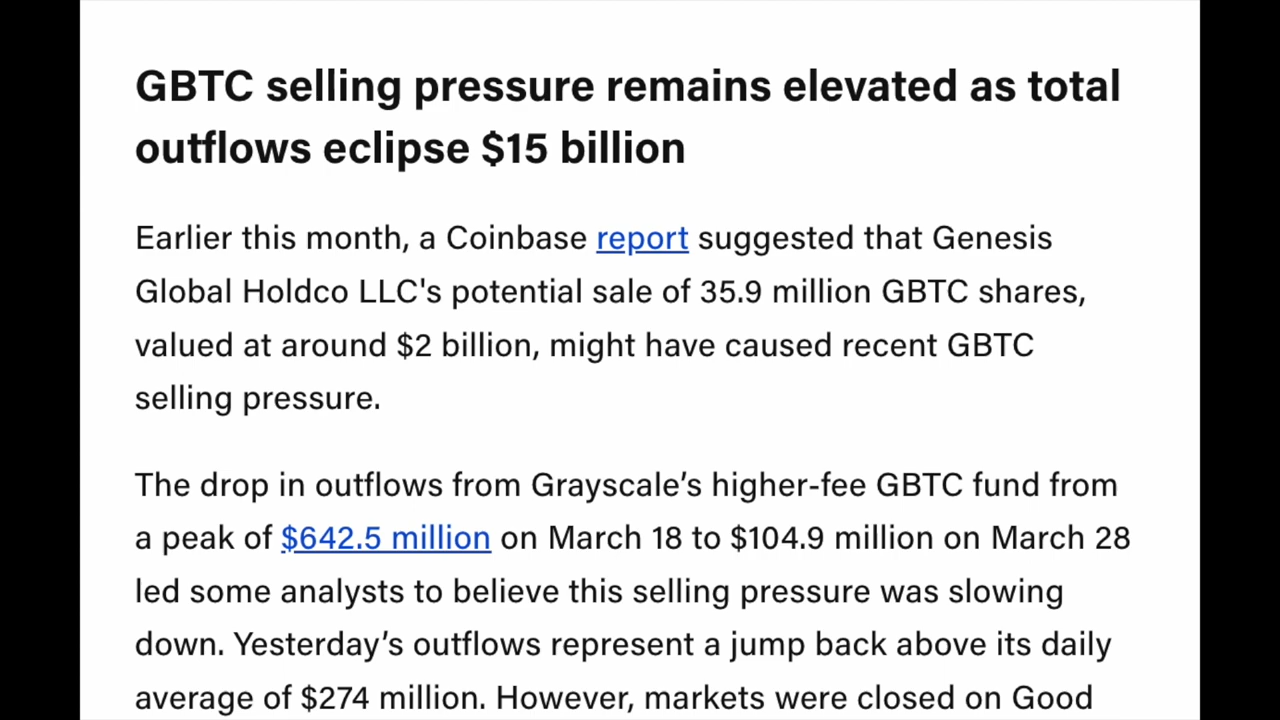 GBTC selling pressure remains elevated as total
outflows eclipse $15 billion
Earlier this month, a Coinbase report suggested that Genesis
Global Holdco LLC's potential sale of 35.9 million GBTC shares,
valued at around $2 billion, might have caused recent GBTC
selling pressure.
The drop in outflows from Grayscale’s higher-fee GBTC fund from
a peak of $642.5 million on March 18 to $104.9 million on March 28
led some analysts to believe this selling pressure was slowing
down. Yesterday’s outflows represent a jump back above its daily
average of $274 million. However, markets were closed on Good